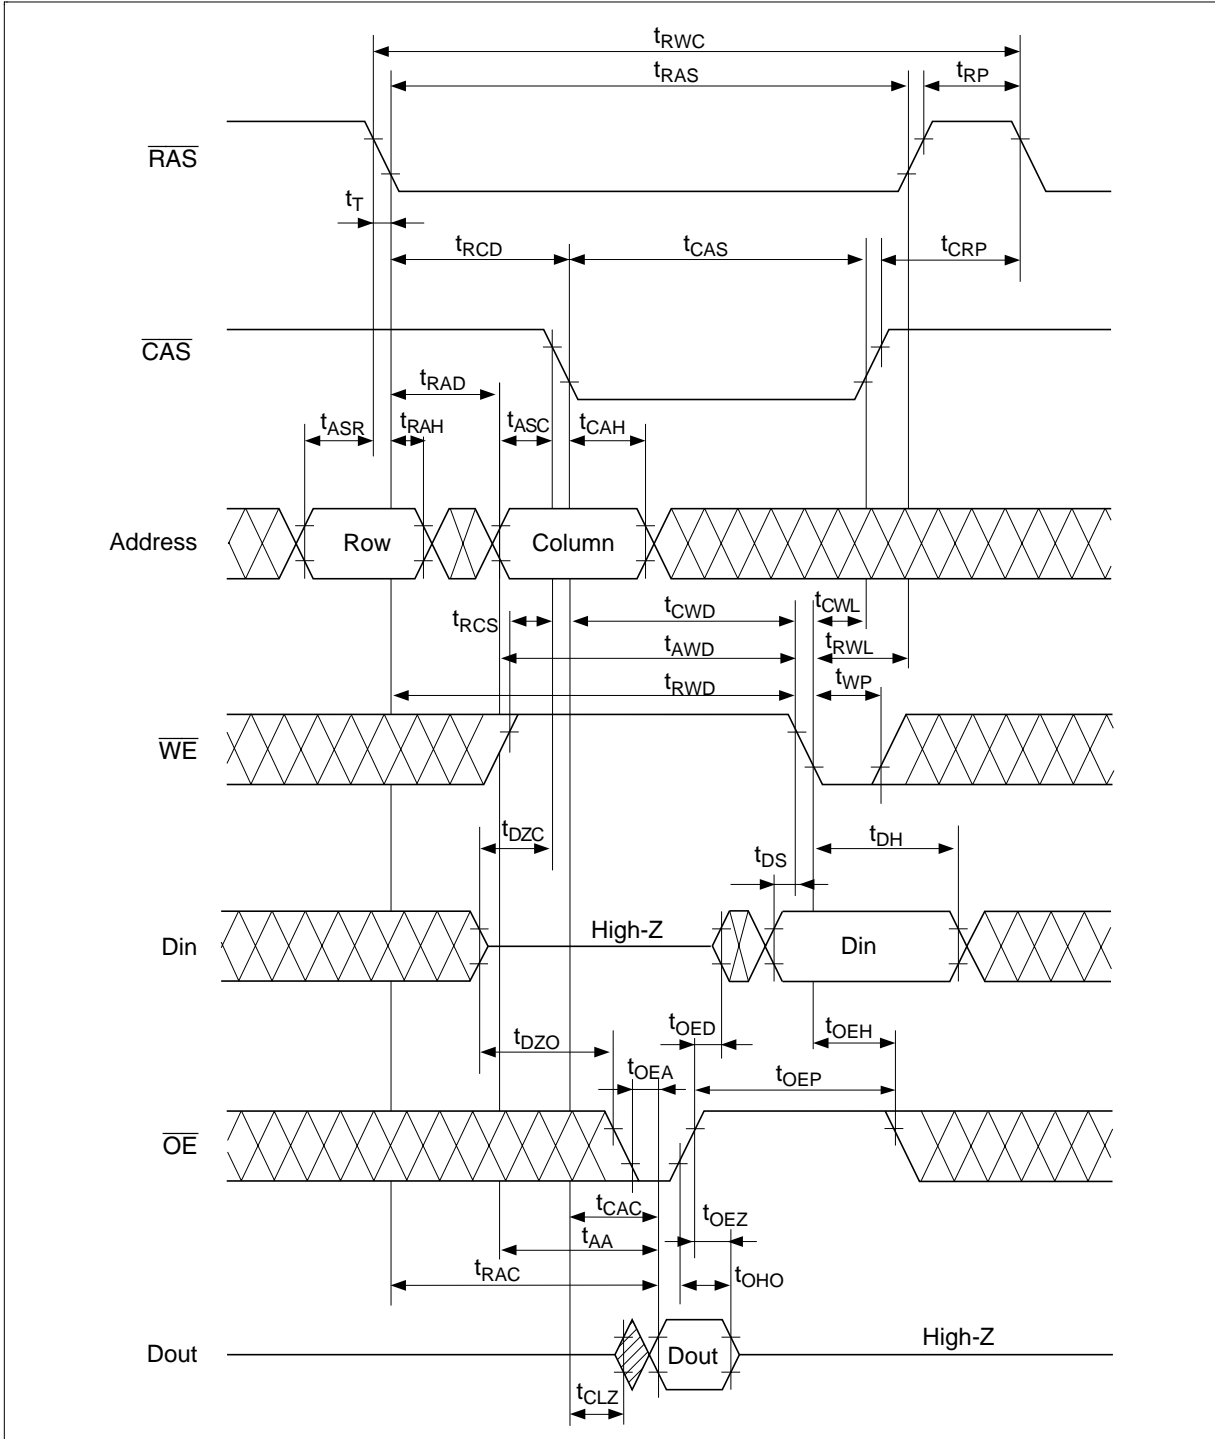 tRWC
tRAS tRP
RAS
tT
tRCD tCAS tCRP
CAS
tRAD
tASR tRAH tASC tCAH
Address Row Column
tRCS tCWD tCWL
tAWD tRWL
tRWD tWP
WE
tDZC tDS tDH
Din High-Z Din
tDZO tOED tOEH
tOEA tOEP
OE
tCAC tOEZ
tAA
tRAC tOHO
Dout Dout High-Z
tCLZ